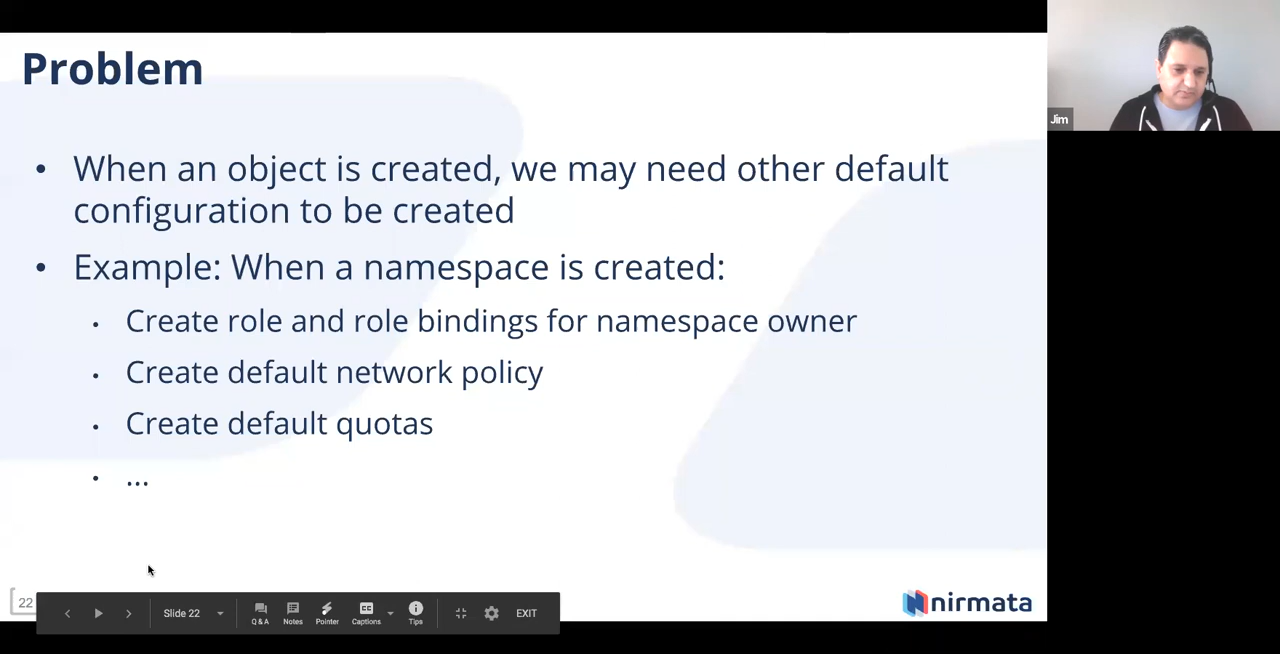 Problem
Jim
• When an object is created, we may need other default
configuration to be created
• Example: When a namespace is created:
• Create role and role bindings for namespace owner
• Create default network policy
• Create default quotas
• ...
22
Slide 22
Q & A
Notes
Pointer
Captions
Tips
EXIT
nirmata